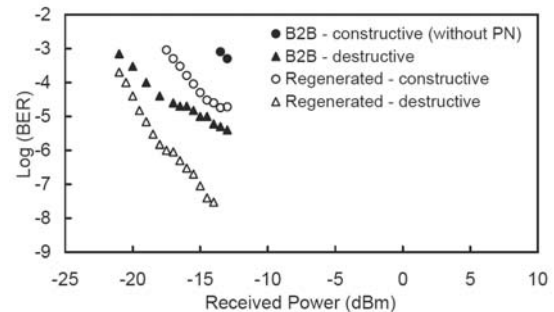 -2
-3
-4
-5
-6
-7
-8
-9
Log (BER)
B2B - constructive (without PN)
B2B - destructive
Regenerated - constructive
Regenerated - destructive
-25 -20 -15 -10 -5 0 5 10
Received Power (dBm)